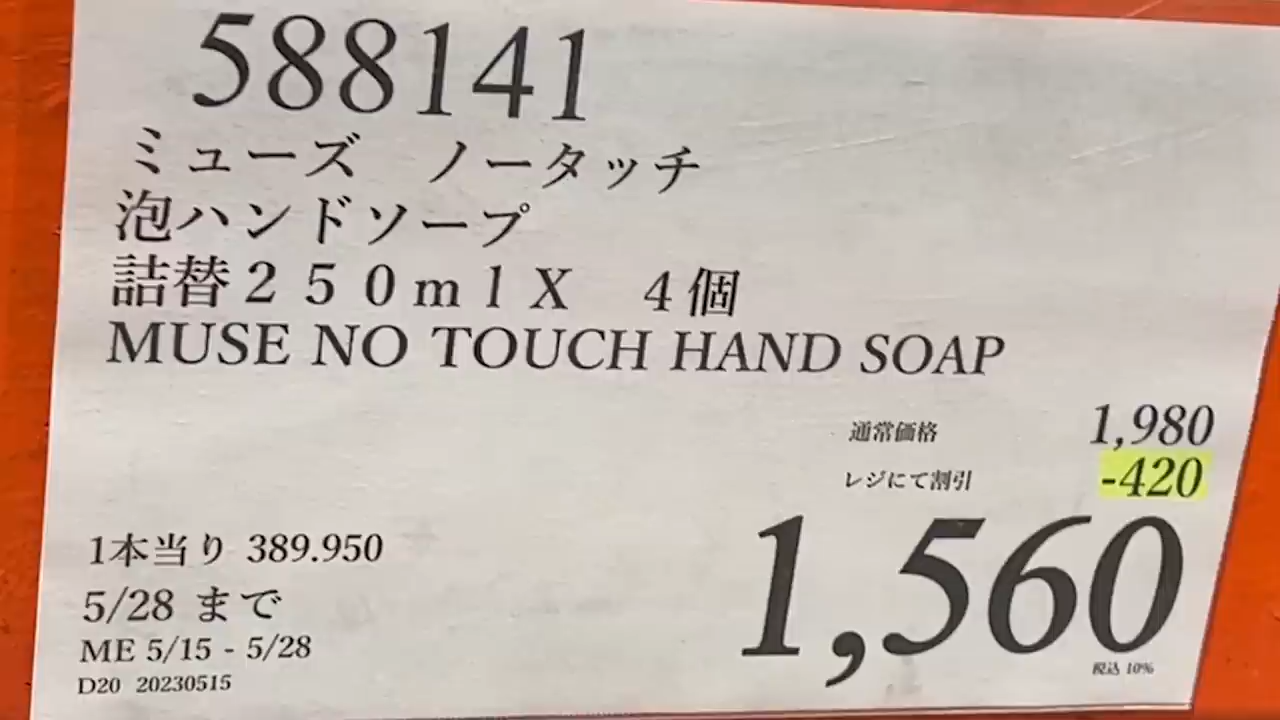 588141
ミューズ　ノータッチ
泡ハンドソープ
詰替２５０ｍｌＸ　４個
MUSE NO TOUCH HAND SOAP
通常価格 1,980
レジにて割引 -420
1,560
税込 10%
1本当り 389.950
5/28 まで
ME 5/15 - 5/28
D20 20230515